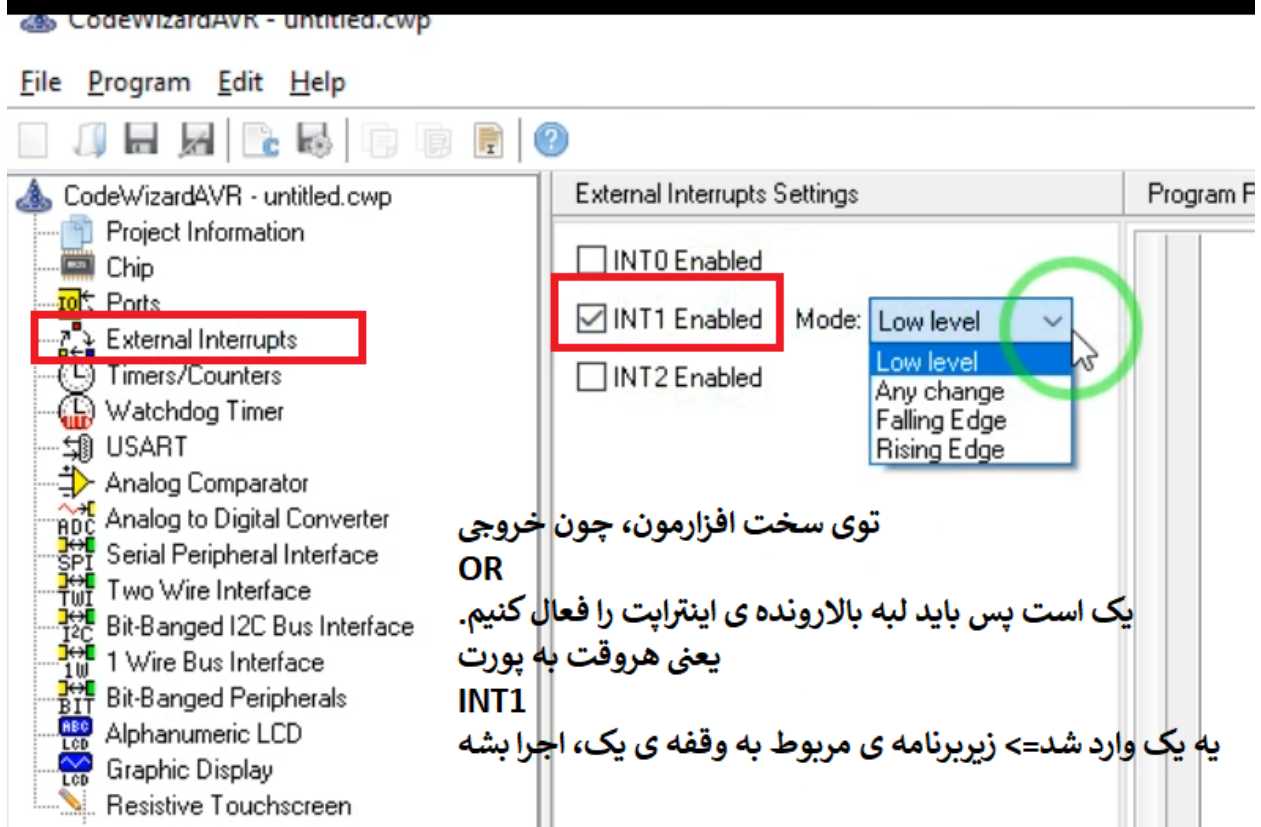 CodeWizardAVR - untitled.cwp
File Program Edit Help
CodeWizardAVR - untitled.cwp
Project Information
Chip
Ports
External Interrupts
Timers/Counters
Watchdog Timer
USART
Analog Comparator
Analog to Digital Converter
Serial Peripheral Interface
Two Wire Interface
Bit-Banged I2C Bus Interface
1 Wire Bus Interface
Bit-Banged Peripherals
Alphanumeric LCD
Graphic Display
Resistive Touchscreen
External Interrupts Settings
INT0 Enabled
INT1 Enabled Mode: Low level
Low level
Any change
Falling Edge
Rising Edge
INT2 Enabled
توی سخت افزارمون، چون خروجی
OR
یک است پس باید لبه بالارونده ی اینتراپت را فعال کنیم.
یعنی هروقت به پورت
INT1
یه یک وارد شد=> زیربرنامه ی مربوط به وقفه ی یک، اجرا بشه
Program